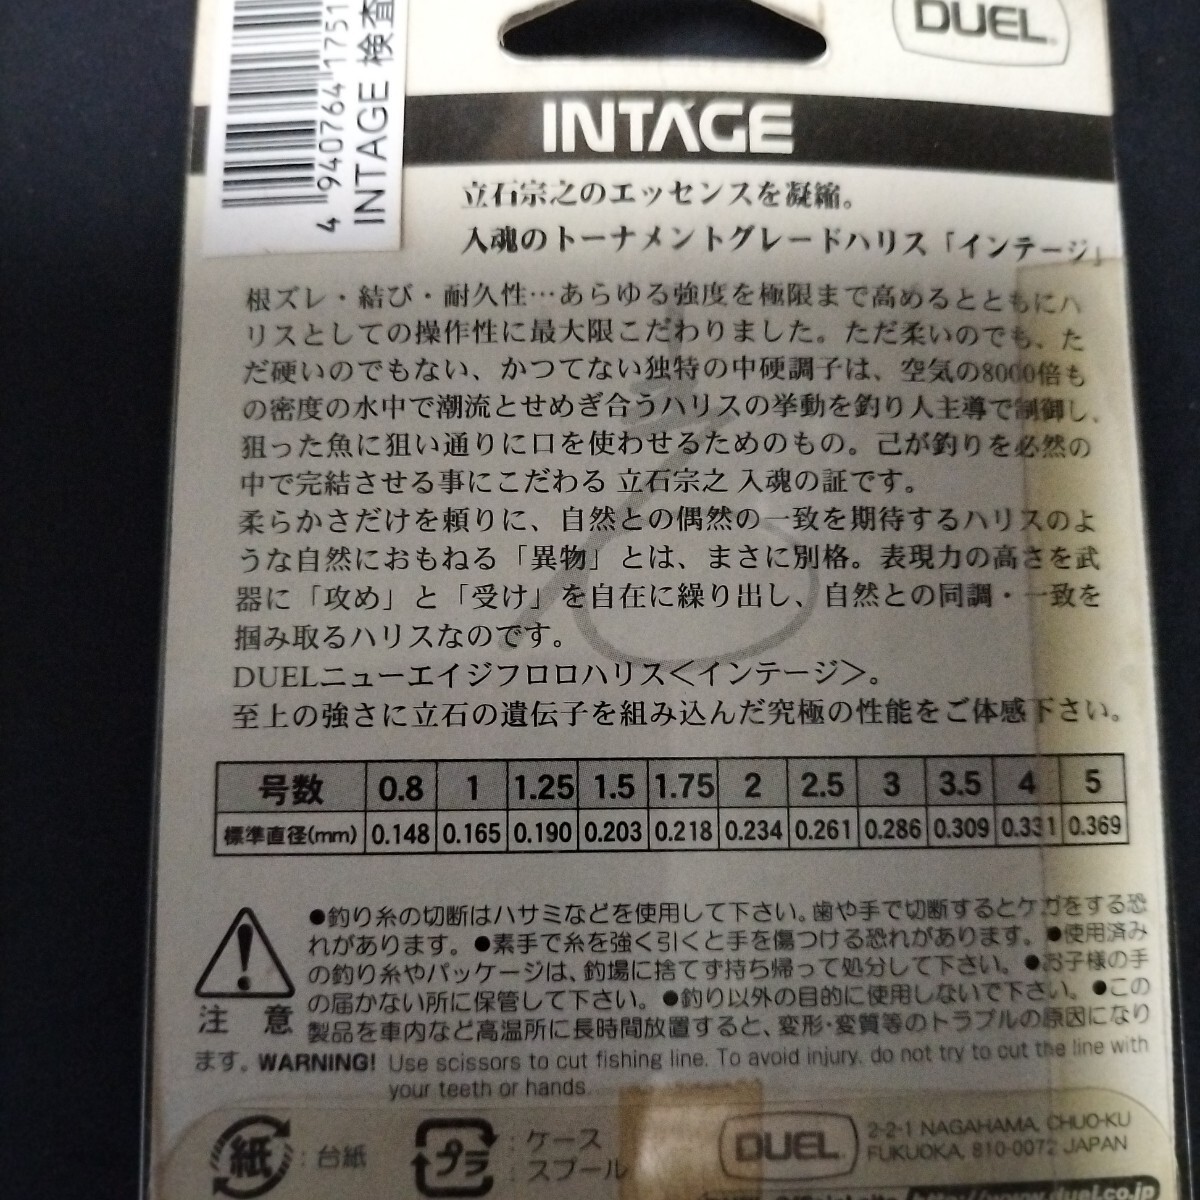 DUEL
4 940764 1751
INTAGE 検査
INTAGE
立石宗之のエッセンスを凝縮。
入魂のトーナメントグレードハリス「インテージ」
根ズレ・結び・耐久性…あらゆる強度を極限まで高めるとともにハ
リスとしての操作性に最大限こだわりました。ただ柔いのでも、た
だ硬いのでもない、かつてない独特の中硬調子は、空気の8000倍も
の密度の水中で潮流とせめぎ合うハリスの挙動を釣り人主導で制御し、
狙った魚に狙い通りに口を使わせるためのもの。己が釣りを必然の
中で完結させる事にこだわる 立石宗之 入魂の証です。
柔らかさだけを頼りに、自然との偶然の一致を期待するハリスのよ
うな自然におもねる「異物」とは、まさに別格。表現力の高さを武
器に「攻め」と「受け」を自在に繰り出し、自然との同調・一致を
掴み取るハリスなのです。
DUELニューエイジフロロハリス<インテージ>。
至上の強さに立石の遺伝子を組み込んだ究極の性能をご体感下さい。
号数 0.8 1 1.25 1.5 1.75 2 2.5 3 3.5 4 5
標準直径(mm) 0.148 0.165 0.190 0.203 0.218 0.234 0.261 0.286 0.309 0.331 0.369
●釣り糸の切断はハサミなどを使用して下さい。歯や手で切断するとケガをする恐
れがあります。●素手で糸を強く引くと手を傷つける恐れがあります。●使用済み
の釣り糸やパッケージは、釣場に捨てず持ち帰って処分して下さい。●お子様の手
の届かない所に保管して下さい。●釣り以外の目的に使用しないで下さい。●この
注意 製品を車内など高温所に長時間放置すると、変形・変質等のトラブルの原因になり
ます。WARNING! Use scissors to cut fishing line. To avoid injury. do not try to cut the line with
your teeth or hands.
紙 : 台紙
プラ : ケース
スプール
DUEL
2-2-1 NAGAHAMA, CHUO-KU
FUKUOKA, 810-0072 JAPAN